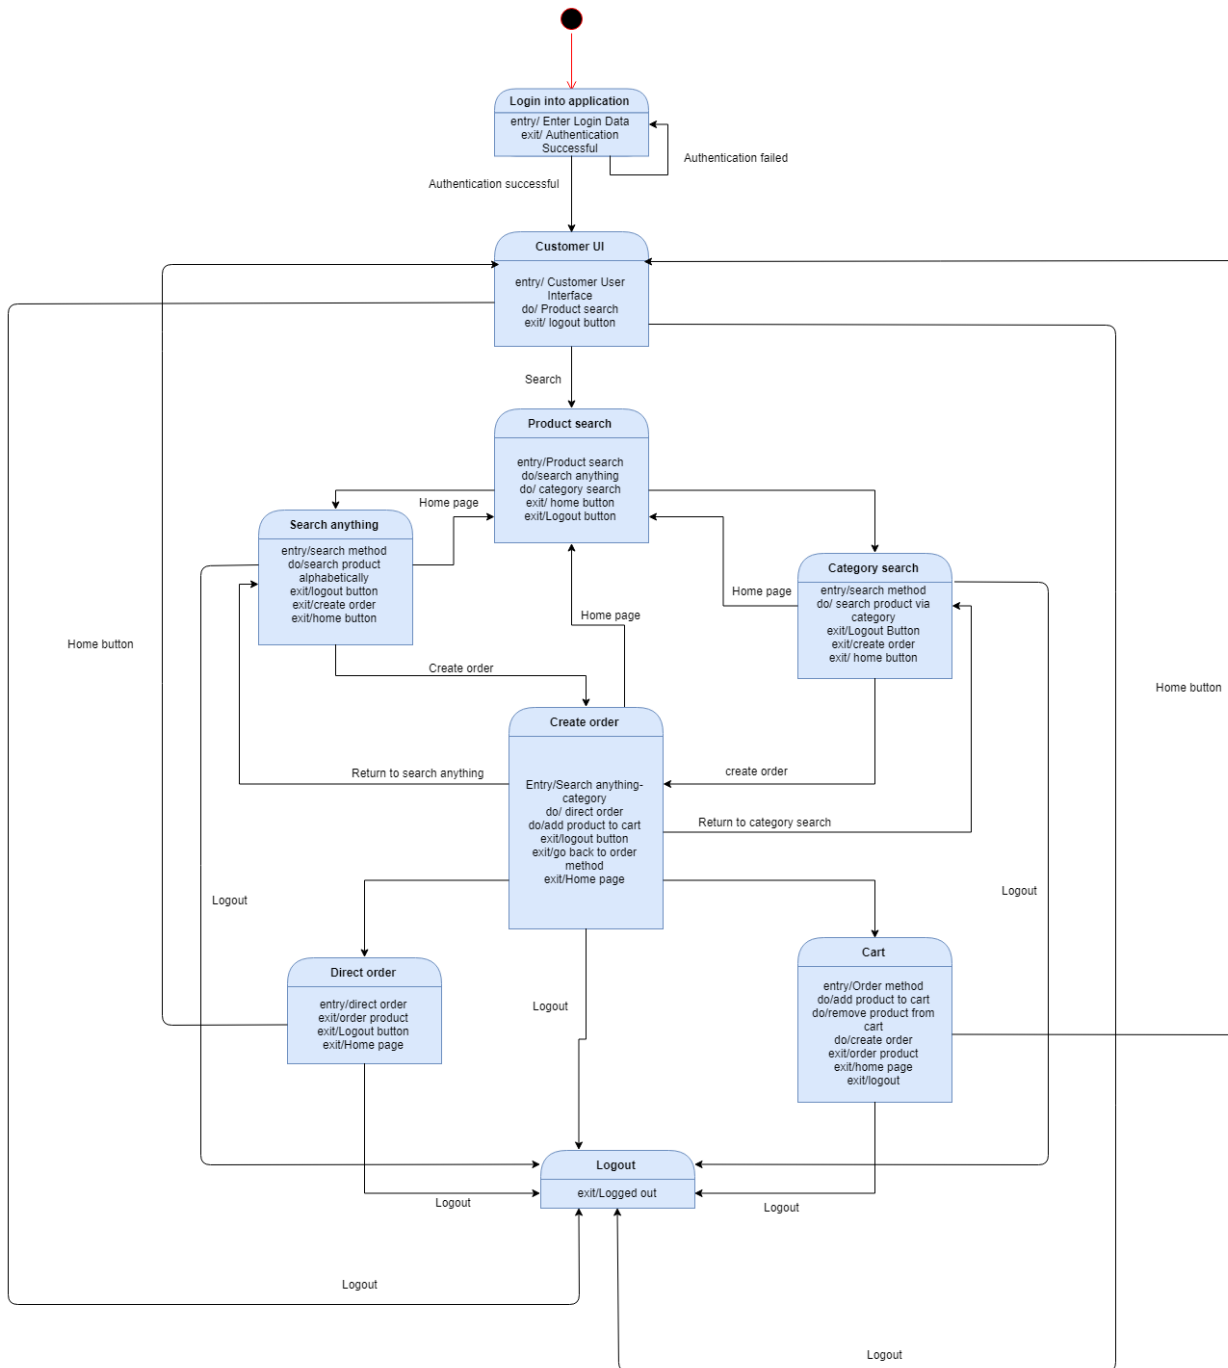 Login into application
entry/ Enter Login Data
exit/ Authentication
Successful
Authentication failed
Authentication successful
Customer UI
entry/ Customer User
Interface
do/ Product search
exit/ logout button
Search
Product search
entry/Product search
do/search anything
do/ category search
exit/ home button
exit/Logout button
Home page
Search anything
entry/search method
do/search product
alphabetically
exit/logout button
exit/create order
exit/home button
Category search
entry/search method
do/ search product via
category
exit/Logout Button
exit/create order
exit/ home button
Home page
Home page
Home button
Create order
Home button
Create order
Entry/Search anything-
category
do/ direct order
do/add product to cart
exit/logout button
exit/go back to order
method
exit/Home page
Return to search anything
create order
Return to category search
Logout
Logout
Direct order
entry/direct order
exit/order product
exit/Logout button
exit/Home page
Logout
Cart
entry/Order method
do/add product to cart
do/remove product from
cart
do/create order
exit/order product
exit/home page
exit/logout
Logout
exit/Logged out
Logout
Logout
Logout
Logout